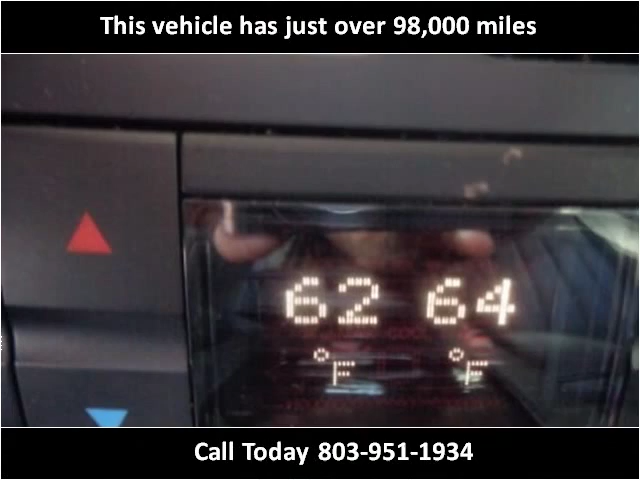 This vehicle has just over 98,000 miles
62 64
°F °F
Call Today 803-951-1934